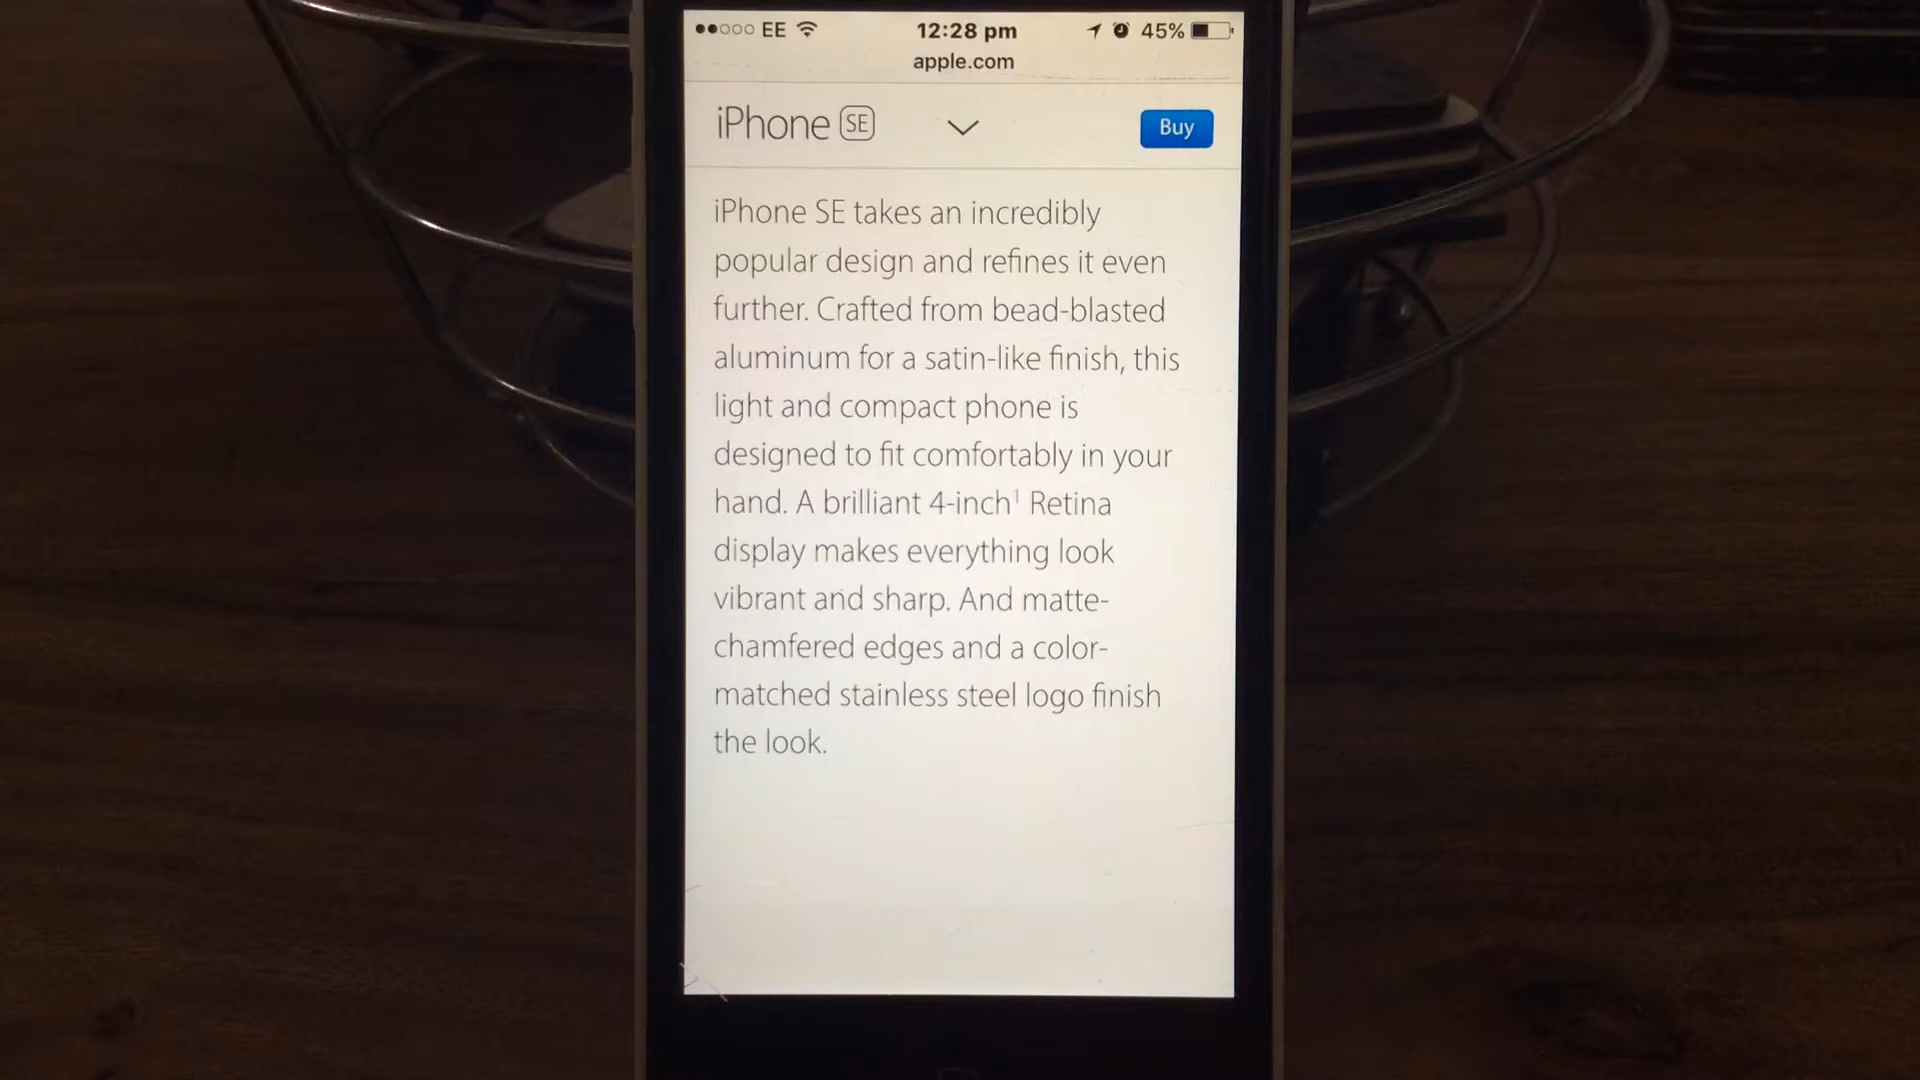 EE 12:28 pm 45%
apple.com
iPhone SE Buy
iPhone SE takes an incredibly
popular design and refines it even
further. Crafted from bead-blasted
aluminum for a satin-like finish, this
light and compact phone is
designed to fit comfortably in your
hand. A brilliant 4-inch¹ Retina
display makes everything look
vibrant and sharp. And matte-
chamfered edges and a color-
matched stainless steel logo finish
the look.